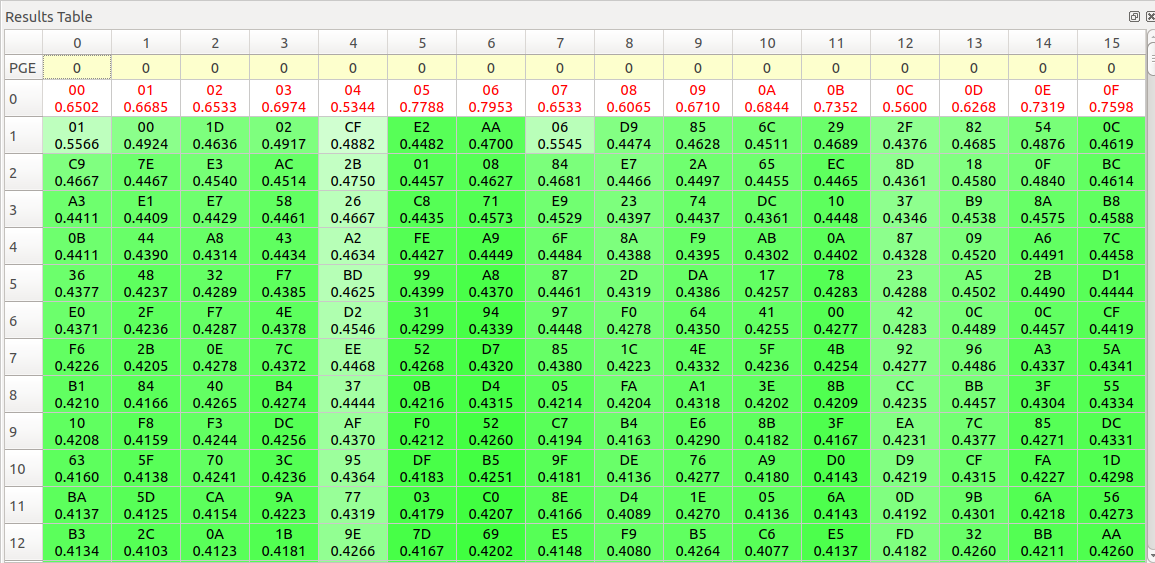 Results Table
0 1 2 3 4 5 6 7 8 9 10 11 12 13 14 15
PGE 0 0 0 0 0 0 0 0 0 0 0 0 0 0 0 0
0 00 01 02 03 04 05 06 07 08 09 0A 0B 0C 0D 0E 0F
0.6502 0.6685 0.6533 0.6974 0.5344 0.7788 0.7953 0.6533 0.6065 0.6710 0.6844 0.7352 0.5600 0.6268 0.7319 0.7598
1 01 00 1D 02 CF E2 AA 06 D9 85 6C 29 2F 82 54 0C
0.5566 0.4924 0.4636 0.4917 0.4882 0.4482 0.4700 0.5545 0.4474 0.4628 0.4511 0.4689 0.4376 0.4685 0.4876 0.4619
2 C9 7E E3 AC 2B 01 08 84 E7 2A 65 EC 8D 18 0F BC
0.4667 0.4467 0.4540 0.4514 0.4750 0.4457 0.4627 0.4681 0.4466 0.4497 0.4455 0.4465 0.4361 0.4580 0.4840 0.4614
3 A3 E1 E7 58 26 C8 71 E9 23 74 DC 10 37 B9 8A B8
0.4411 0.4409 0.4429 0.4461 0.4667 0.4435 0.4573 0.4529 0.4397 0.4437 0.4361 0.4448 0.4346 0.4538 0.4575 0.4588
4 0B 44 A8 43 A2 FE A9 6F 8A F9 AB 0A 87 09 A6 7C
0.4411 0.4390 0.4314 0.4434 0.4634 0.4427 0.4449 0.4484 0.4388 0.4395 0.4302 0.4402 0.4328 0.4520 0.4491 0.4458
5 36 48 32 F7 BD 99 A8 87 2D DA 17 78 23 A5 2B D1
0.4377 0.4237 0.4289 0.4385 0.4625 0.4399 0.4370 0.4461 0.4319 0.4386 0.4257 0.4283 0.4288 0.4502 0.4490 0.4444
6 E0 2F F7 4E D2 31 94 97 F0 64 41 00 42 0C 0C CF
0.4371 0.4236 0.4287 0.4378 0.4546 0.4299 0.4339 0.4448 0.4278 0.4350 0.4255 0.4277 0.4283 0.4489 0.4457 0.4419
7 F6 2B 0E 7C EE 52 D7 85 1C 4E 5F 4B 92 96 A3 5A
0.4226 0.4205 0.4278 0.4372 0.4468 0.4268 0.4320 0.4380 0.4223 0.4332 0.4236 0.4254 0.4277 0.4486 0.4337 0.4341
8 B1 84 40 B4 37 0B D4 05 FA A1 3E 8B CC BB 3F 55
0.4210 0.4166 0.4265 0.4274 0.4444 0.4216 0.4315 0.4214 0.4204 0.4318 0.4202 0.4209 0.4235 0.4457 0.4304 0.4334
9 10 F8 F3 DC AF F0 52 C7 B4 E6 8B 3F EA 7C 85 DC
0.4208 0.4159 0.4244 0.4256 0.4370 0.4212 0.4260 0.4194 0.4163 0.4290 0.4182 0.4167 0.4231 0.4377 0.4271 0.4331
10 63 5F 70 3C 95 DF B5 9F DE 76 A9 D0 D9 CF FA 1D
0.4160 0.4138 0.4241 0.4236 0.4364 0.4183 0.4251 0.4181 0.4136 0.4277 0.4180 0.4143 0.4219 0.4315 0.4227 0.4298
11 BA 5D CA 9A 77 03 C0 8E D4 1E 05 6A 0D 9B 6A 56
0.4137 0.4125 0.4154 0.4223 0.4319 0.4179 0.4207 0.4166 0.4089 0.4270 0.4136 0.4143 0.4192 0.4301 0.4218 0.4273
12 B3 2C 0A 1B 9E 7D 69 E5 F9 B5 C6 E7 FD 32 BB AA
0.4134 0.4103 0.4123 0.4181 0.4266 0.4167 0.4202 0.4148 0.4080 0.4264 0.4077 0.4137 0.4182 0.4260 0.4211 0.4260